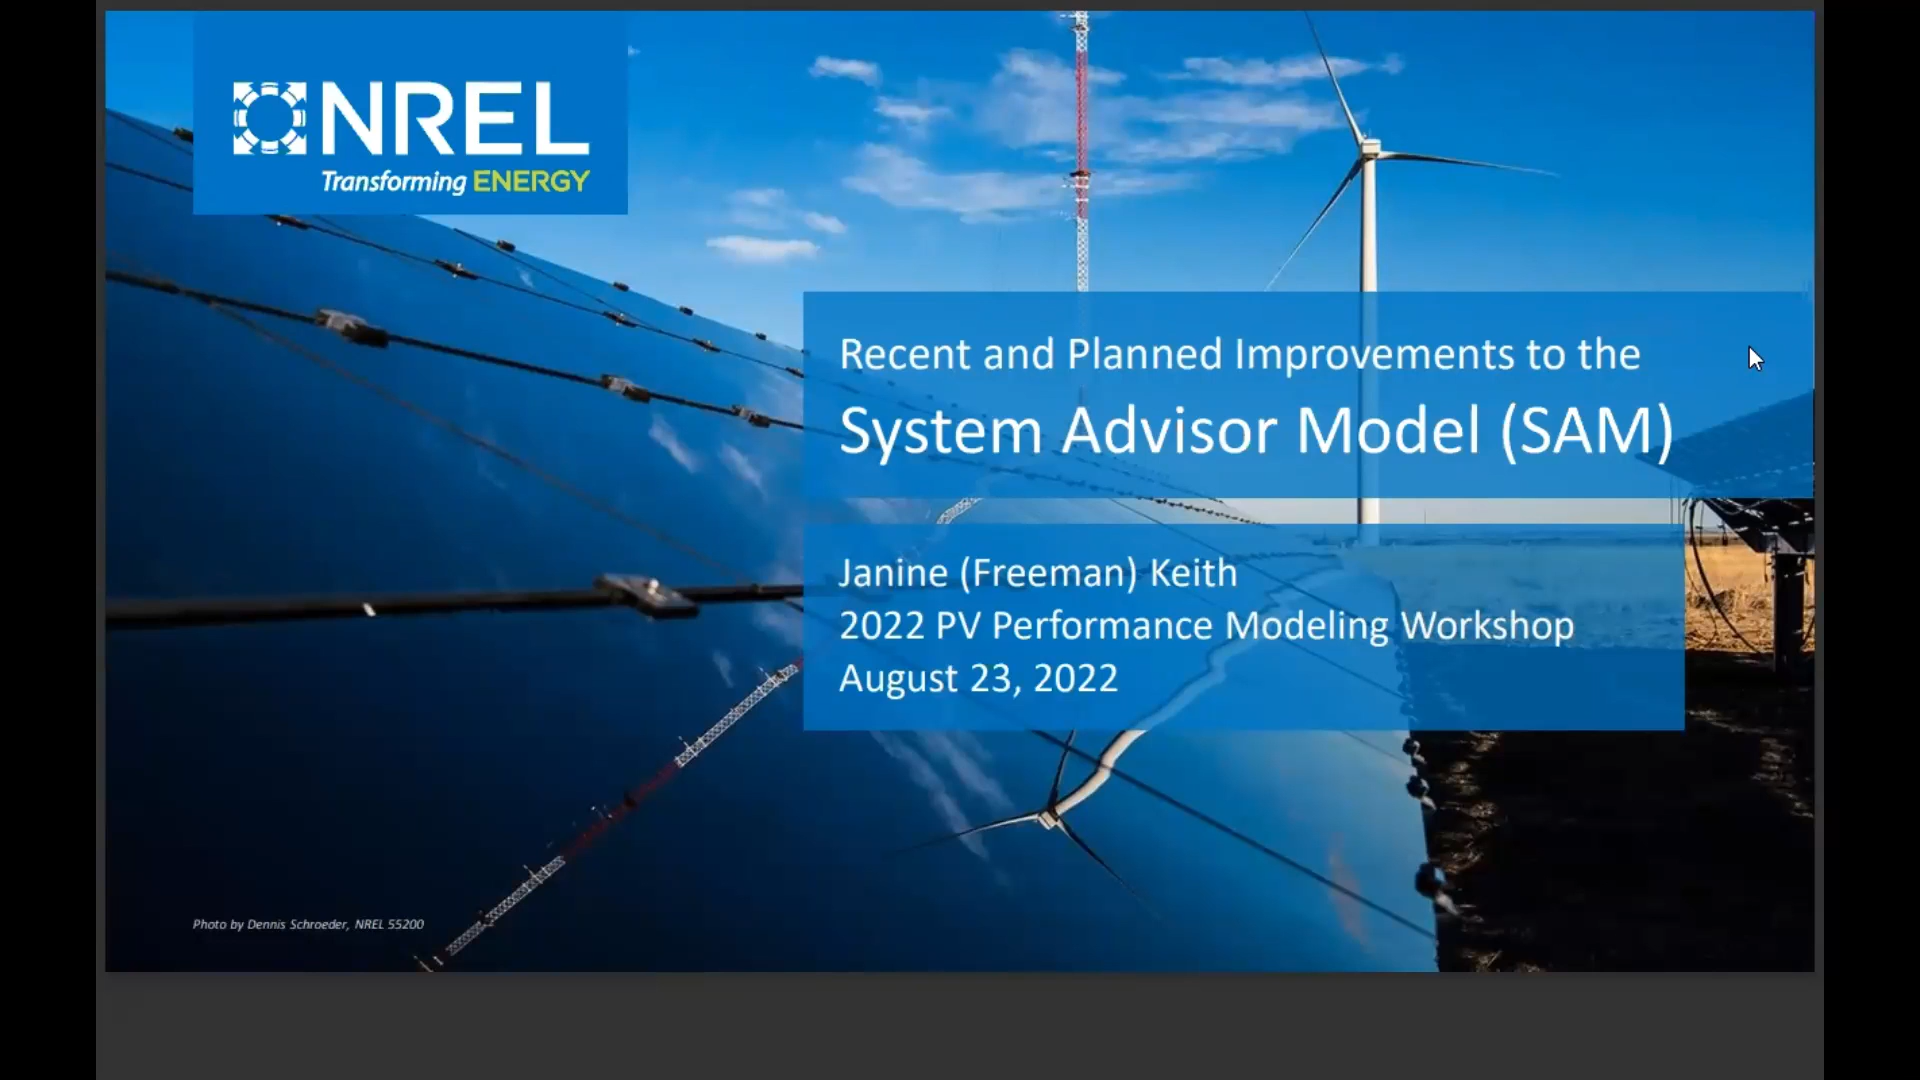 NREL
Transforming ENERGY
Recent and Planned Improvements to the
System Advisor Model (SAM)
Janine (Freeman) Keith
2022 PV Performance Modeling Workshop
August 23, 2022
Photo by Dennis Schroeder, NREL 55200